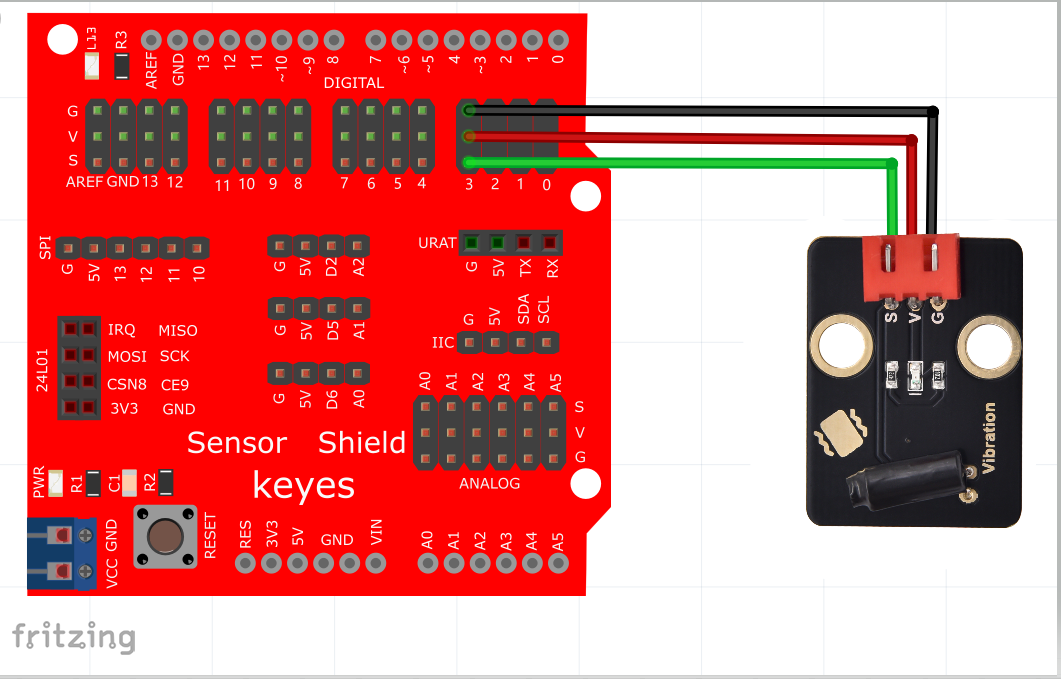 L13 R3
AREF GND 13 12 11 ~10 ~9 8 7 ~6 ~5 4 ~3 2 1 0
DIGITAL
G
V
S
AREF GND 13 12 11 10 9 8 7 6 5 4 3 2 1 0
SPI
G 5V 13 12 11 10
G 5V D2 A2
URAT
G 5V TX RX
G 5V D5 A1
G 5V SDA SCL
IIC
24L01
IRQ MISO
MOSI SCK
CSN8 CE9
3V3 GND
G 5V D6 A0
A0 A1 A2 A3 A4 A5
S
V
G
ANALOG
Sensor Shield
keyes
PWR R1 C1 R2
VCC GND
RESET
RES 3V3 5V GND VIN
A0 A1 A2 A3 A4 A5
S V G
Vibration
fritzing